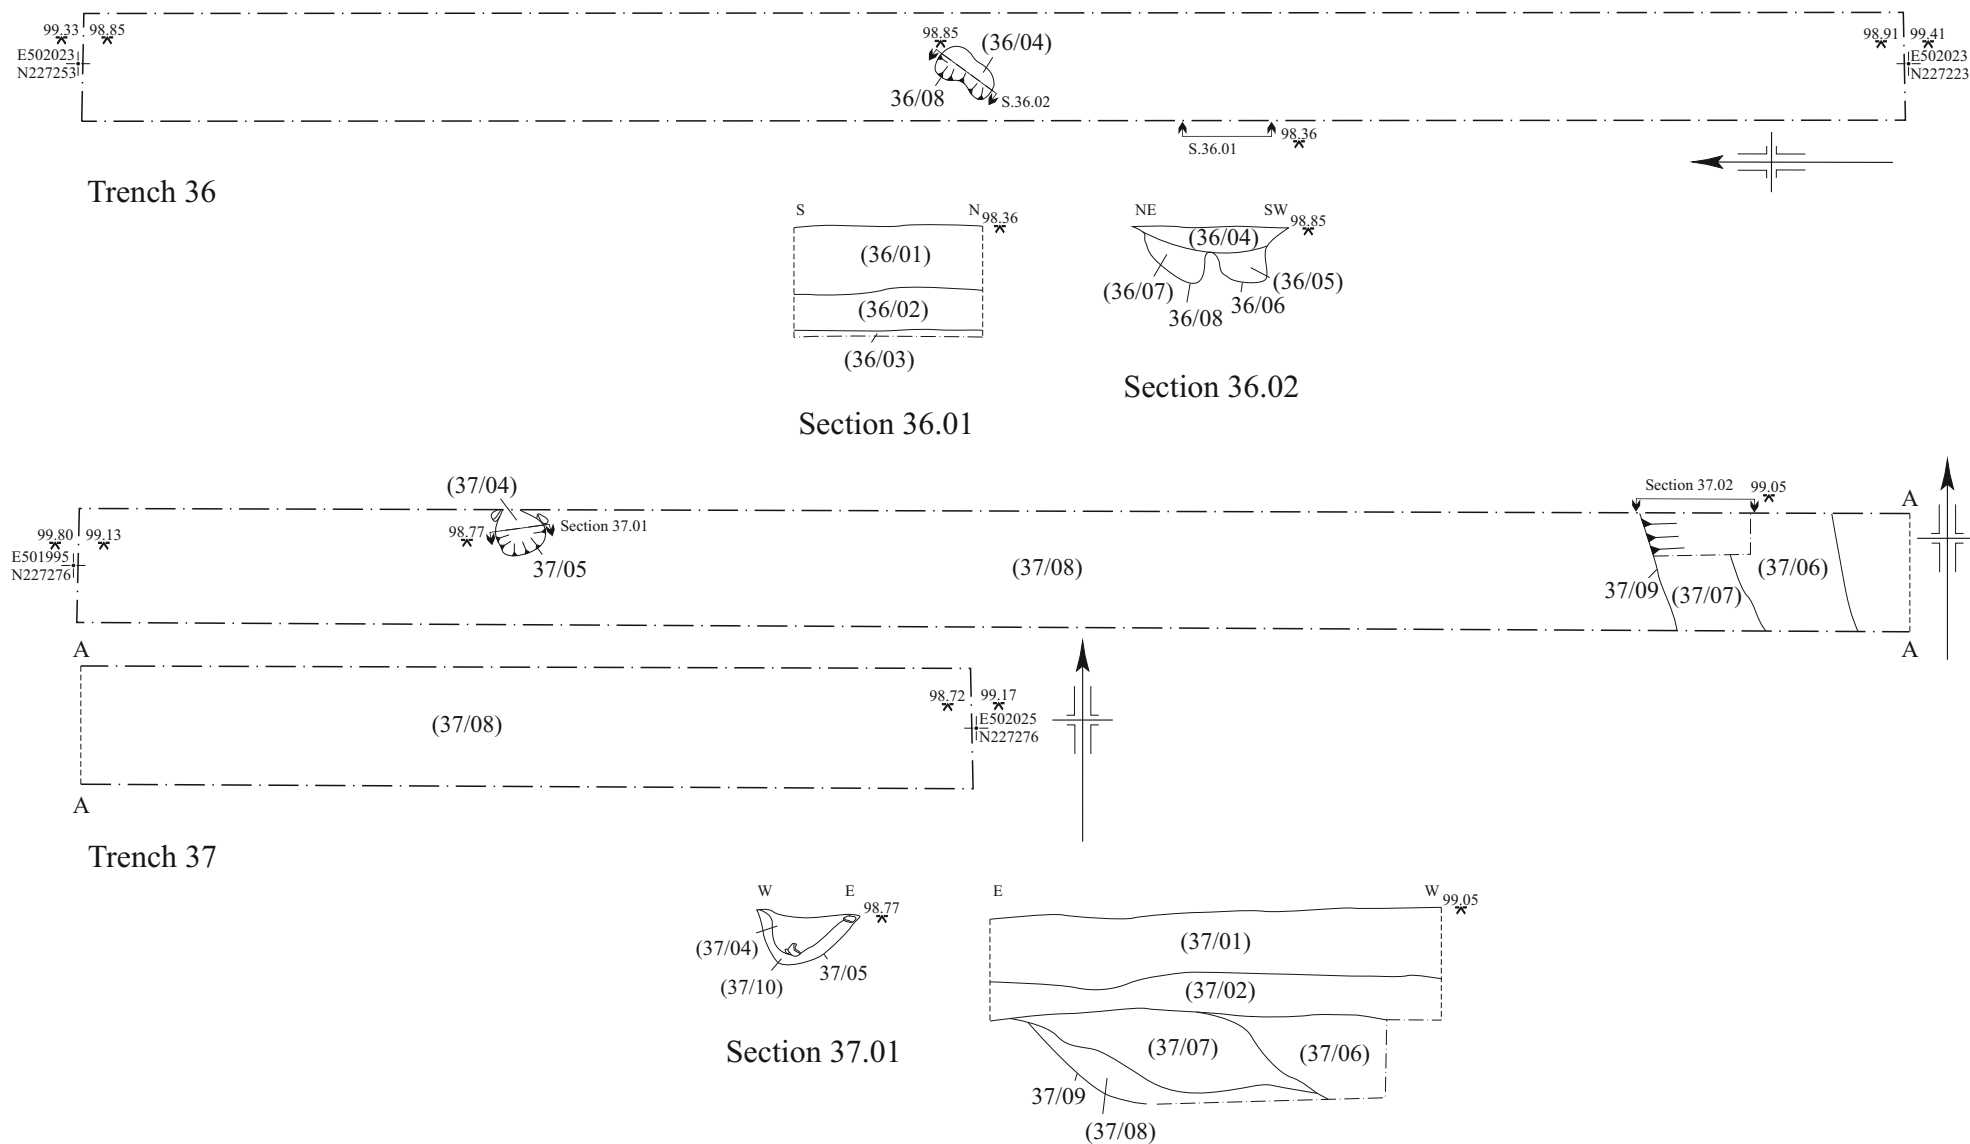 99.33 98.85
E502023
N227253
98.85
(36/04)
36/08
S.36.02
98.91 99.41
E502023
N227223
S.36.01
98.36
Trench 36
S
N
98.36
(36/01)
(36/02)
(36/03)
Section 36.01
NE
SW
98.85
(36/04)
(36/07)
(36/05)
36/08
36/06
Section 36.02
(37/04)
99.80 99.13
E501995
N227276
98.77
Section 37.01
37/05
(37/08)
Section 37.02
99.05
37/09
(37/07)
(37/06)
A
A
A
(37/08)
98.72 99.17
E502025
N227276
A
Trench 37
W
E
98.77
(37/04)
(37/10)
37/05
Section 37.01
E
W
99.05
(37/01)
(37/02)
(37/07)
(37/06)
37/09
(37/08)